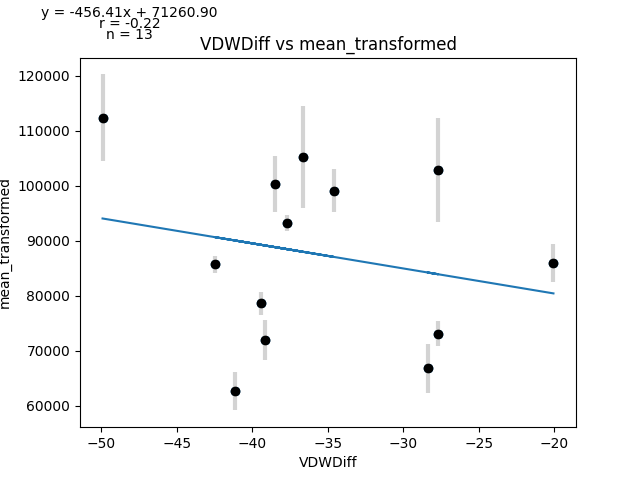 y = -456.41x + 71260.90
r = -0.22
n = 13
VDWDiff vs mean_transformed
120000
110000
100000
90000
80000
70000
60000
mean_transformed
−50
−45
−40
−35
−30
−25
−20
VDWDiff